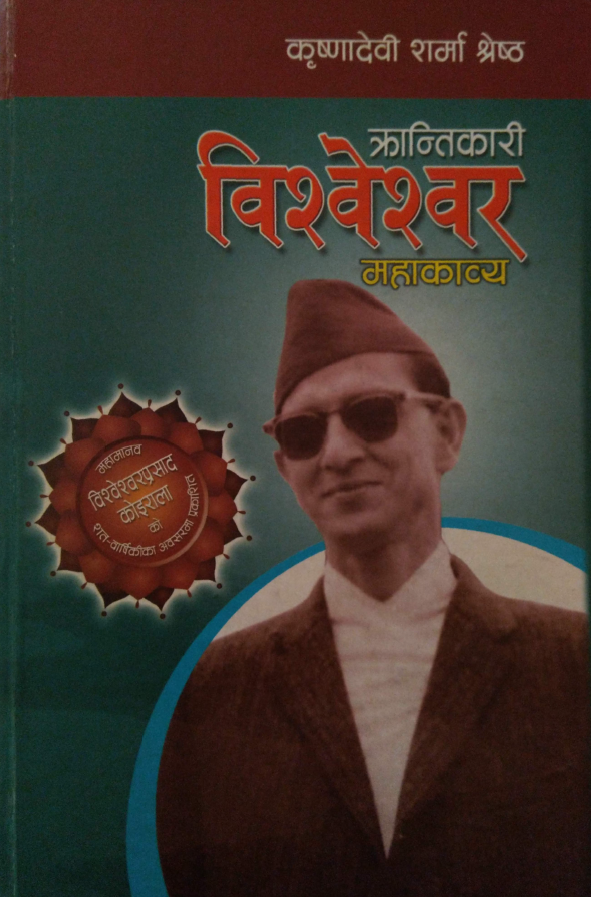 कृष्णादेवी शर्मा श्रेष्ठ
क्रान्तिकारी
विश्वेश्वर
महाकाव्य
महामानव
विश्वेश्वरप्रसाद
कोइराला
का
शत-वार्षिकीका अवसरमा प्रकाशित